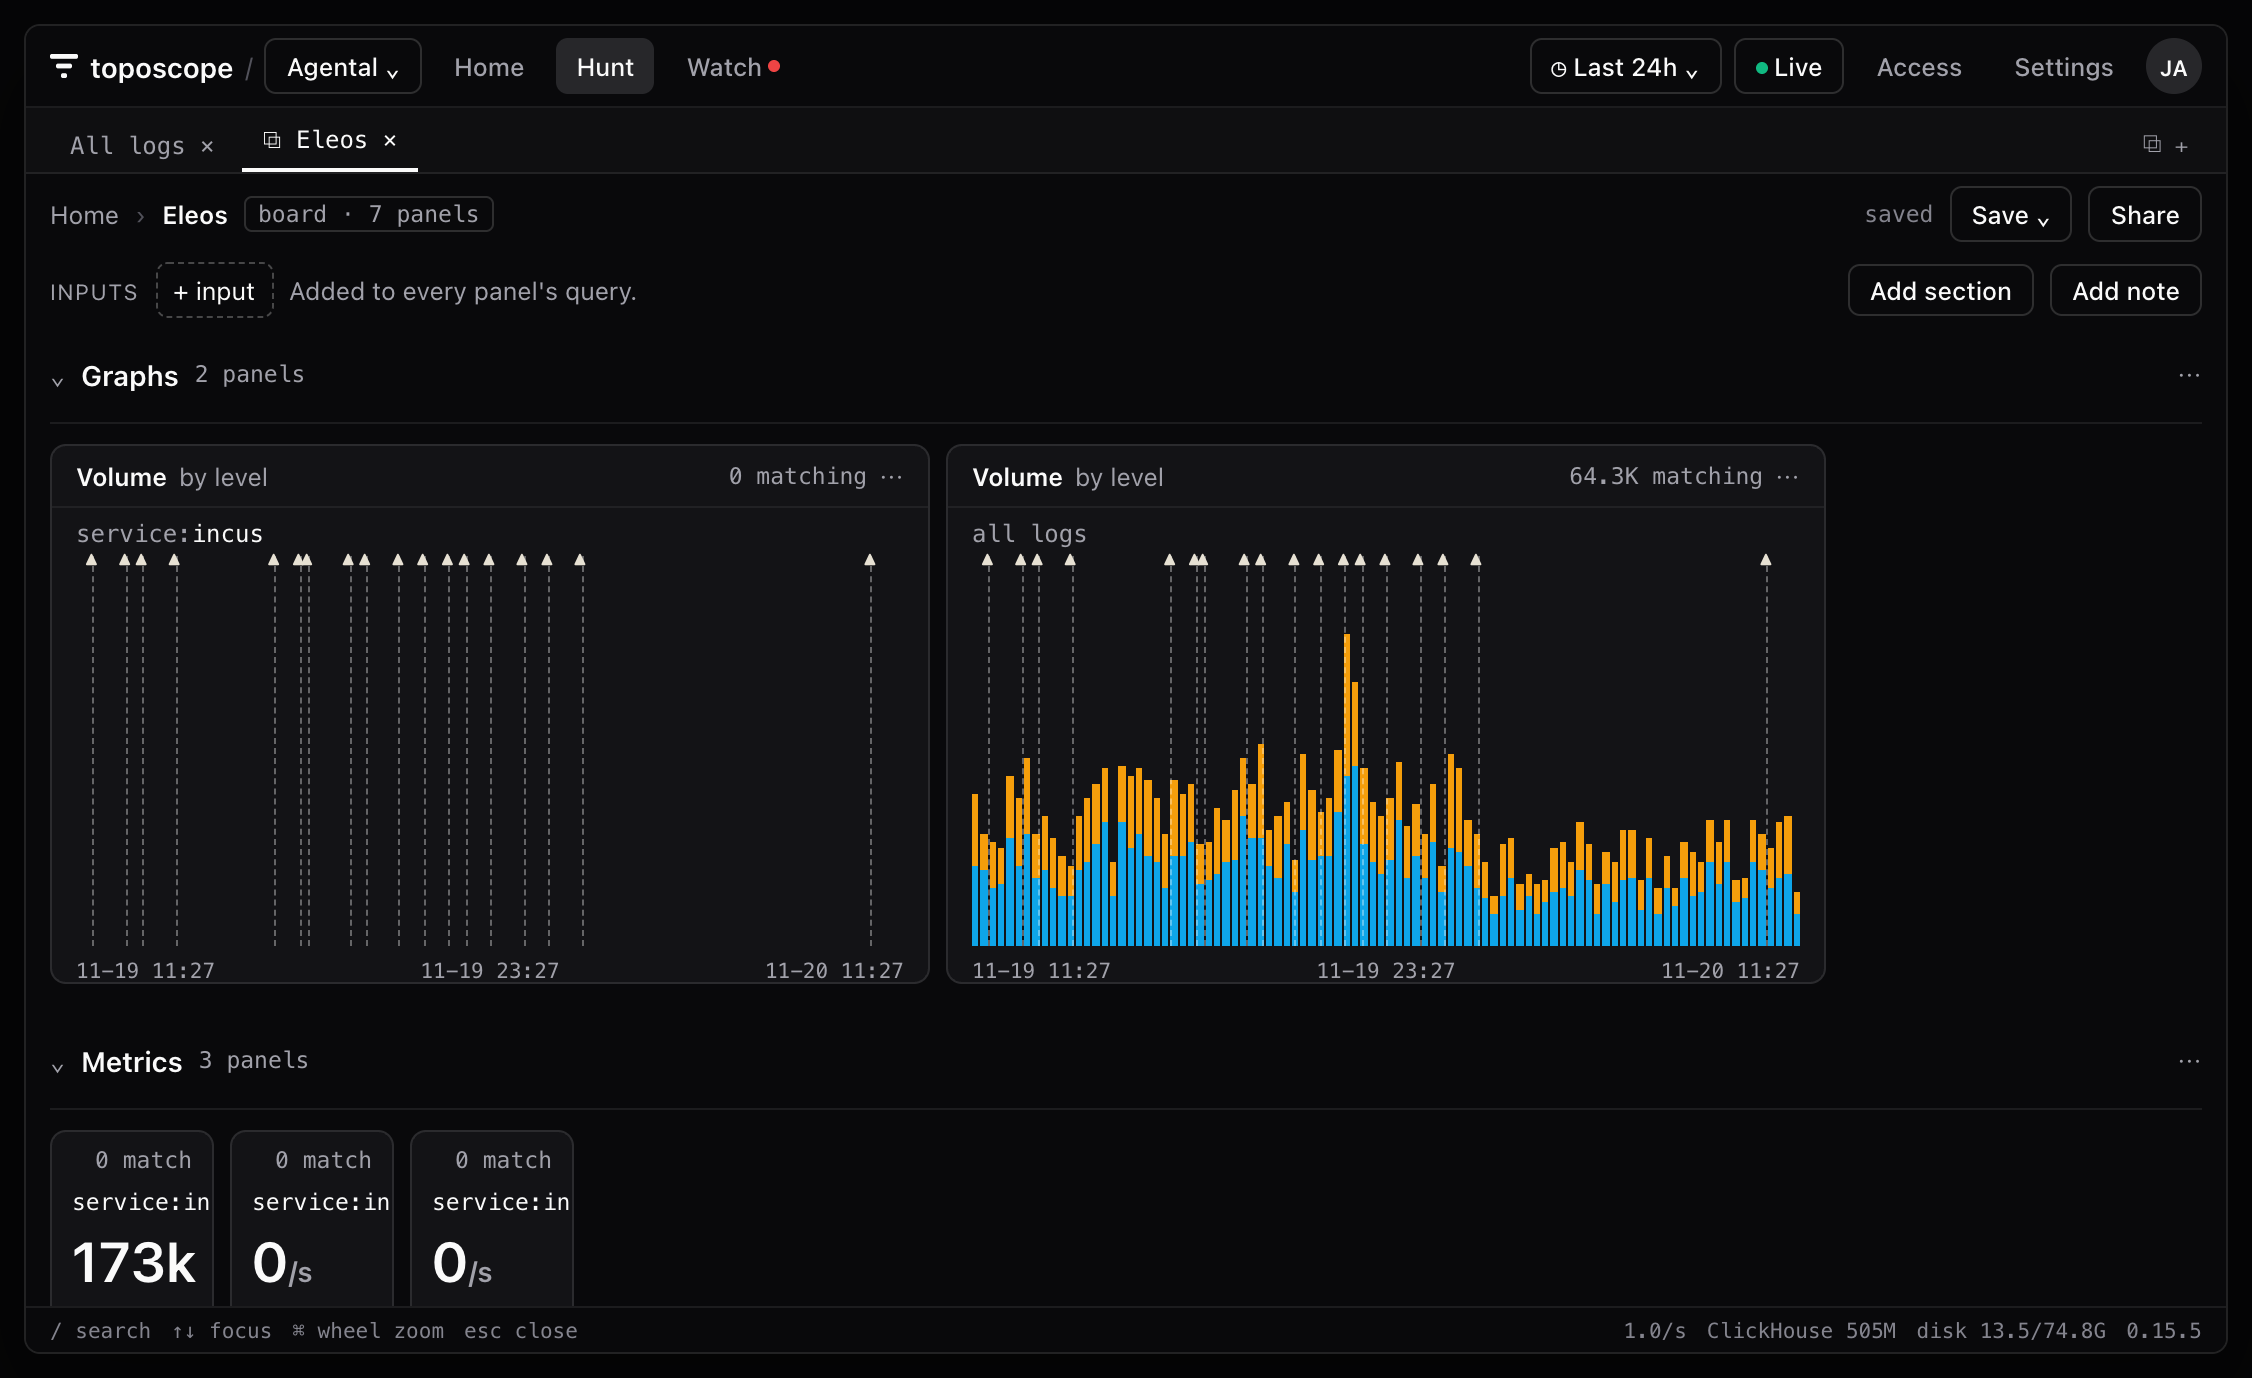 toposcope / Agental Home Hunt Watch Last 24h Live Access Settings JA
All logs × Eleos × +
Home › Eleos board · 7 panels saved Save Share
INPUTS + input Added to every panel's query. Add section Add note
Graphs 2 panels ...
Volume by level 0 matching ...
service:incus
11-19 11:27 11-19 23:27 11-20 11:27
Volume by level 64.3K matching ...
all logs
11-19 11:27 11-19 23:27 11-20 11:27
Metrics 3 panels ...
0 match
service:in
173k
0 match
service:in
0/s
0 match
service:in
0/s
/ search ↑↓ focus ⌘ wheel zoom esc close 1.0/s ClickHouse 505M disk 13.5/74.8G 0.15.5